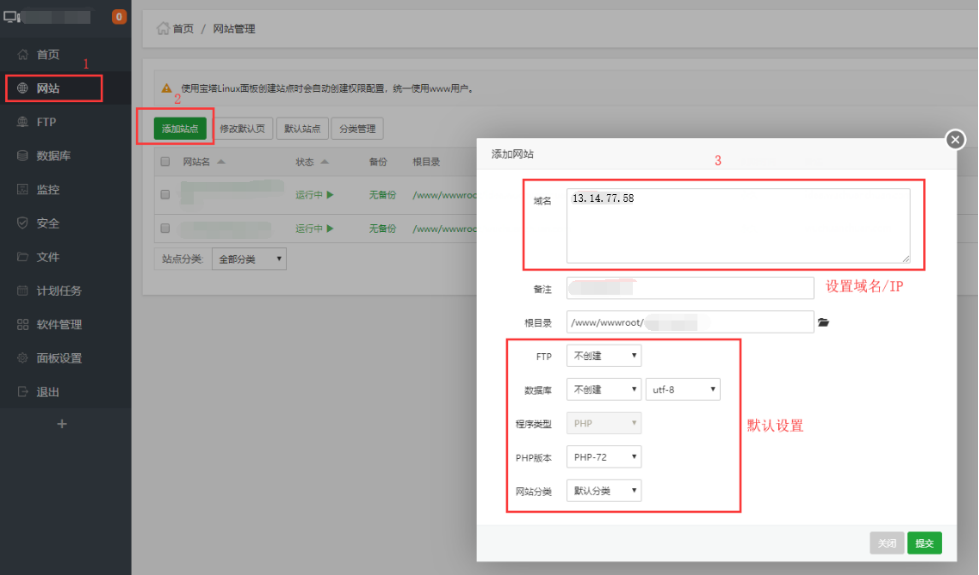 0
首页
1
网站
FTP
数据库
监控
安全
文件
计划任务
软件管理
面板设置
退出
+
首页 / 网站管理
使用宝塔Linux面板创建站点时会自动创建权限配置，统一使用www用户。
2
添加站点 修改默认页 默认站点 分类管理
网站名 状态 备份 根目录
运行中 无备份 /www/wwwroo
运行中 无备份 /www/wwwroo
站点分类: 全部分类
添加网站
3
域名 13.14.77.58
设置域名/IP
备注
根目录 /www/wwwroot/
FTP 不创建
数据库 不创建 utf-8
程序类型 PHP
默认设置
PHP版本 PHP-72
网站分类 默认分类
关闭 提交